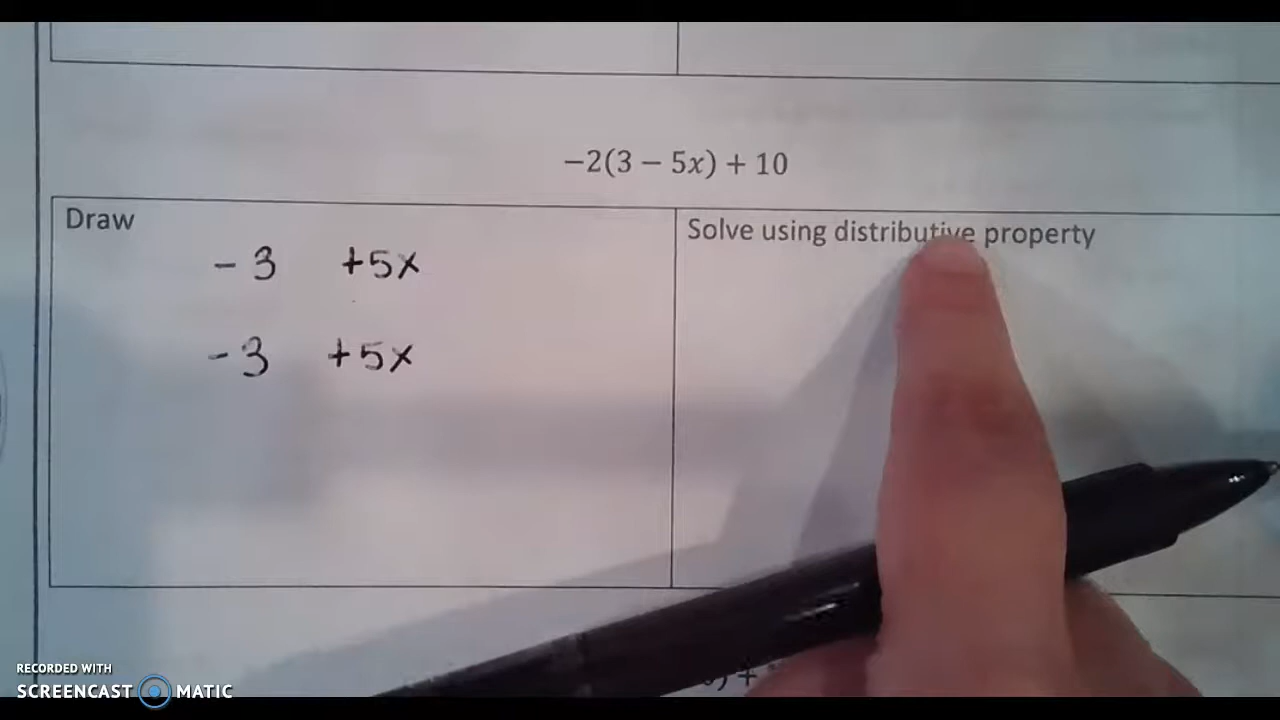 −2(3 − 5x) + 10
Draw
Solve using distributive property
- 3 +5x
- 3 +5x
) +
RECORDED WITH
SCREENCAST MATIC